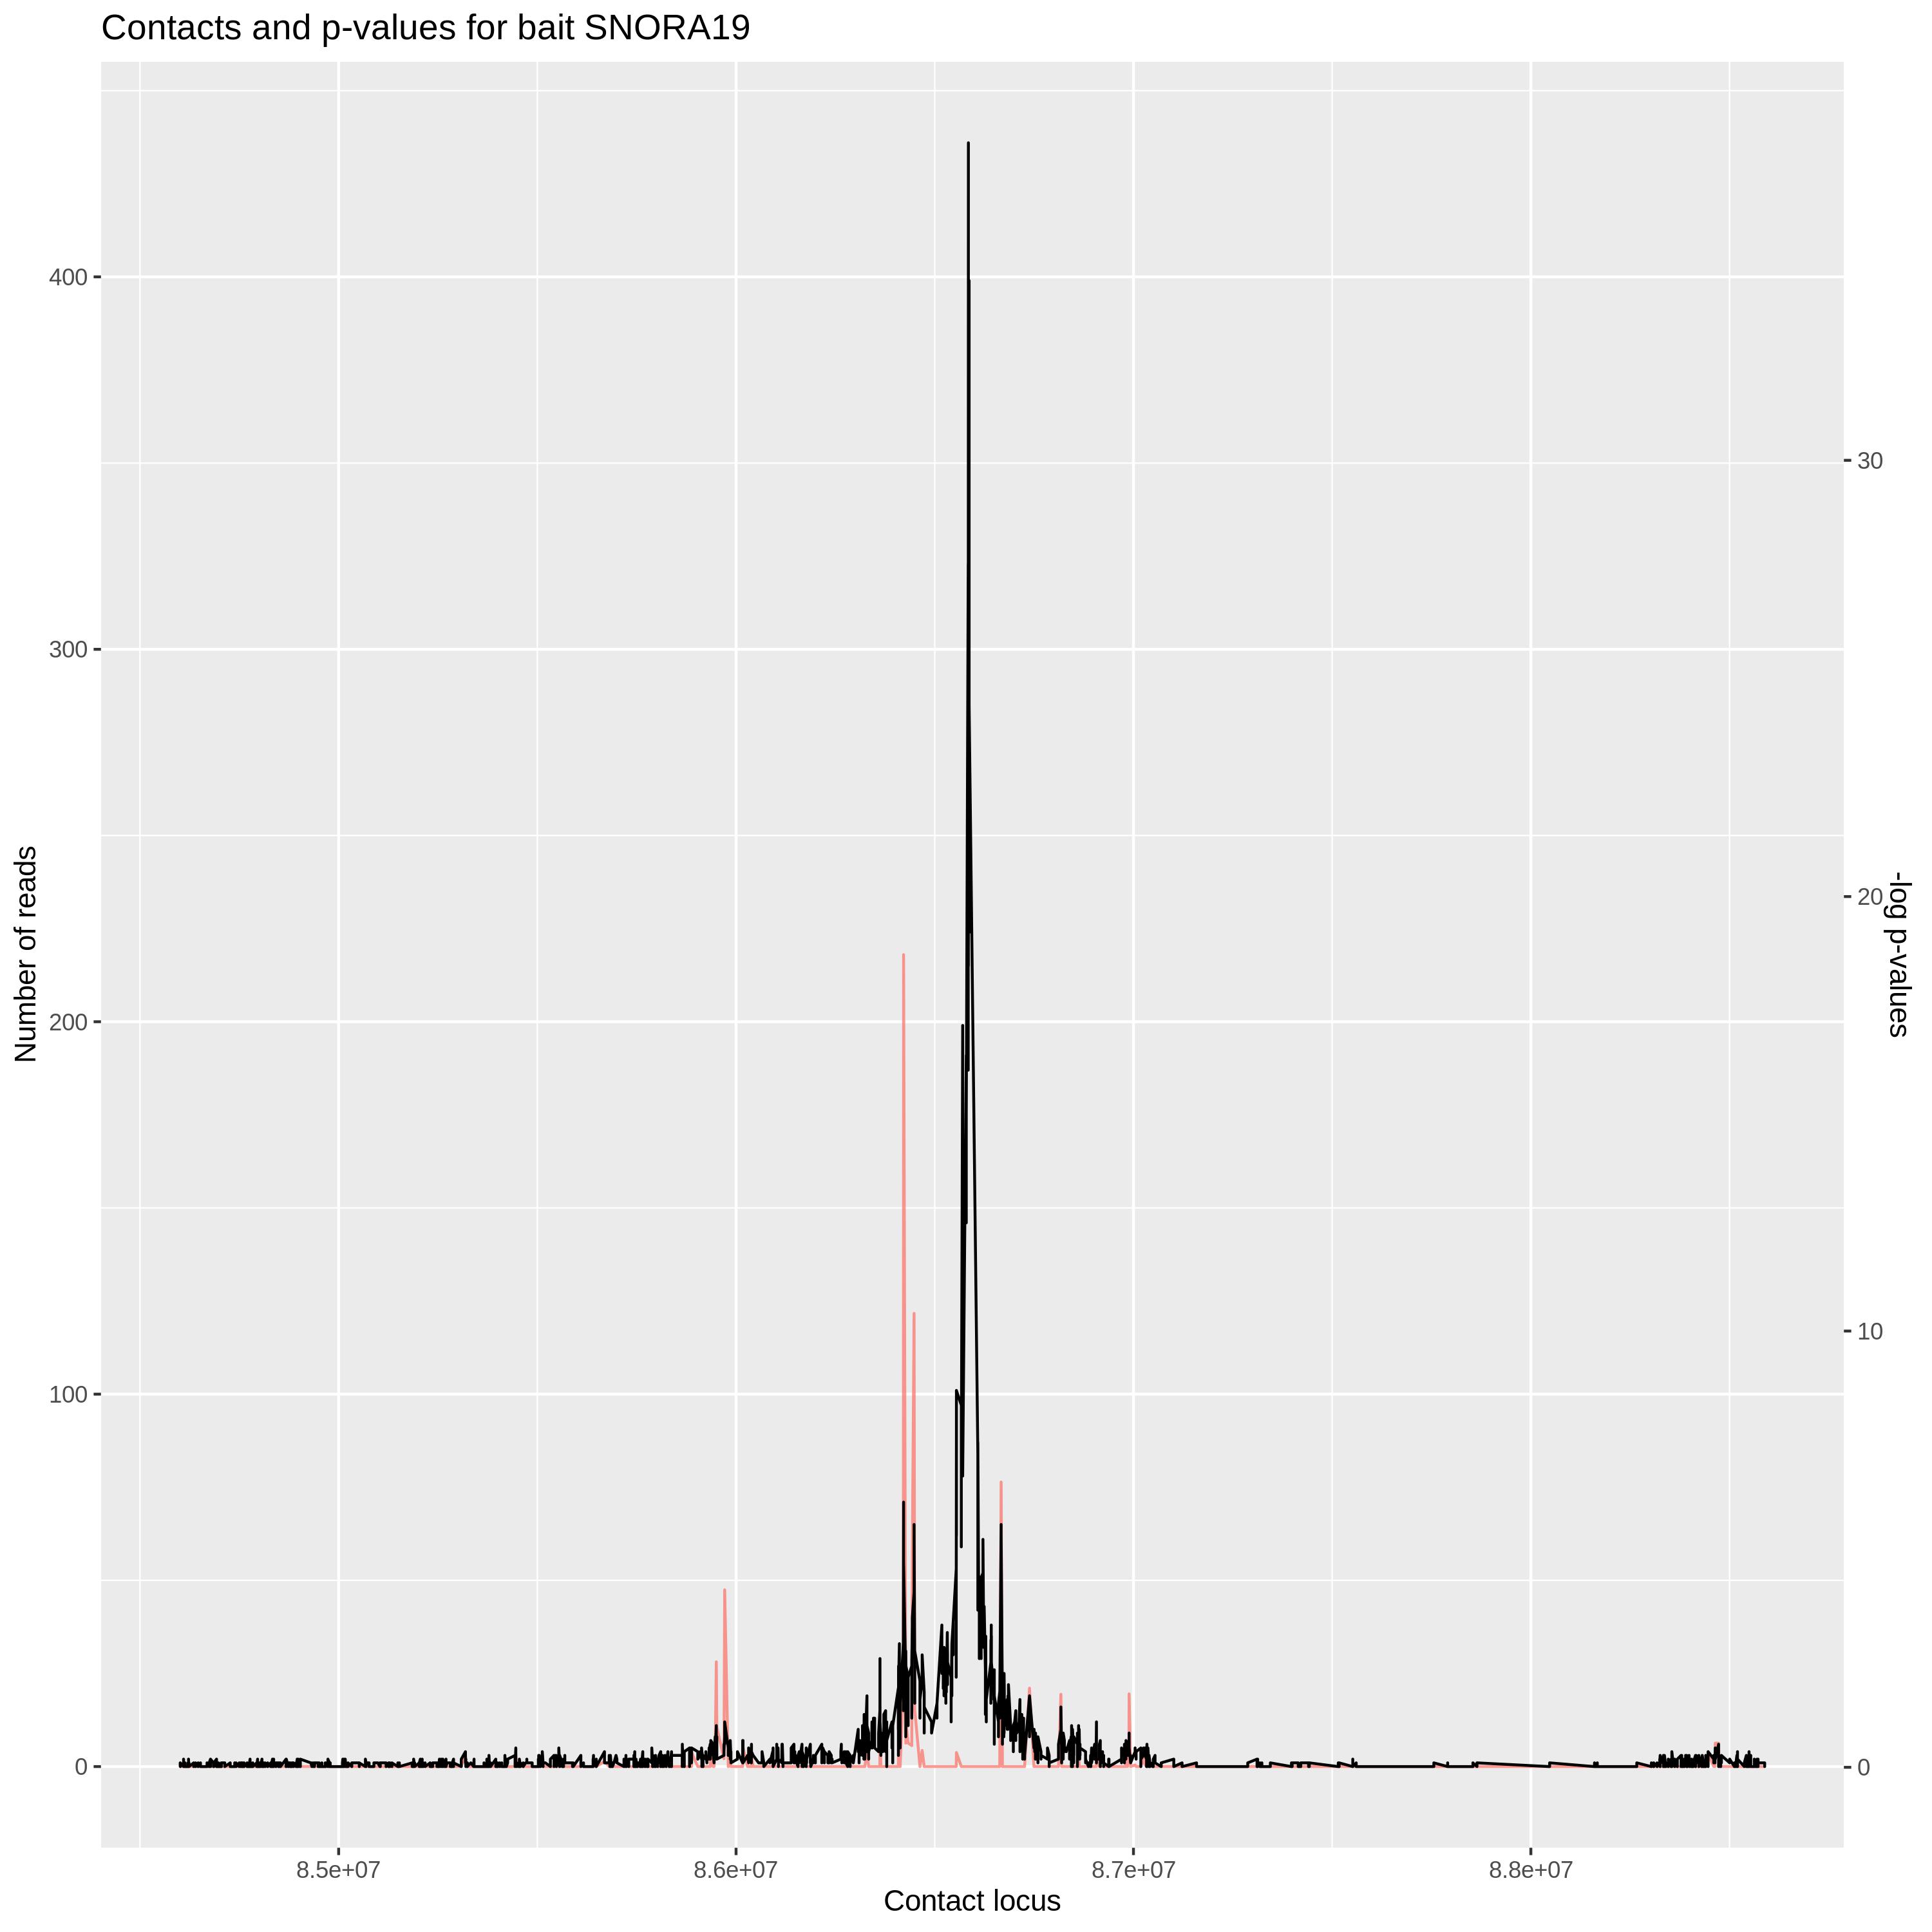 Contacts and p-values for bait SNORA19
Number of reads
400
300
200
100
0
30
20
10
0
-log p-values
8.5e+07
8.6e+07
8.7e+07
8.8e+07
Contact locus